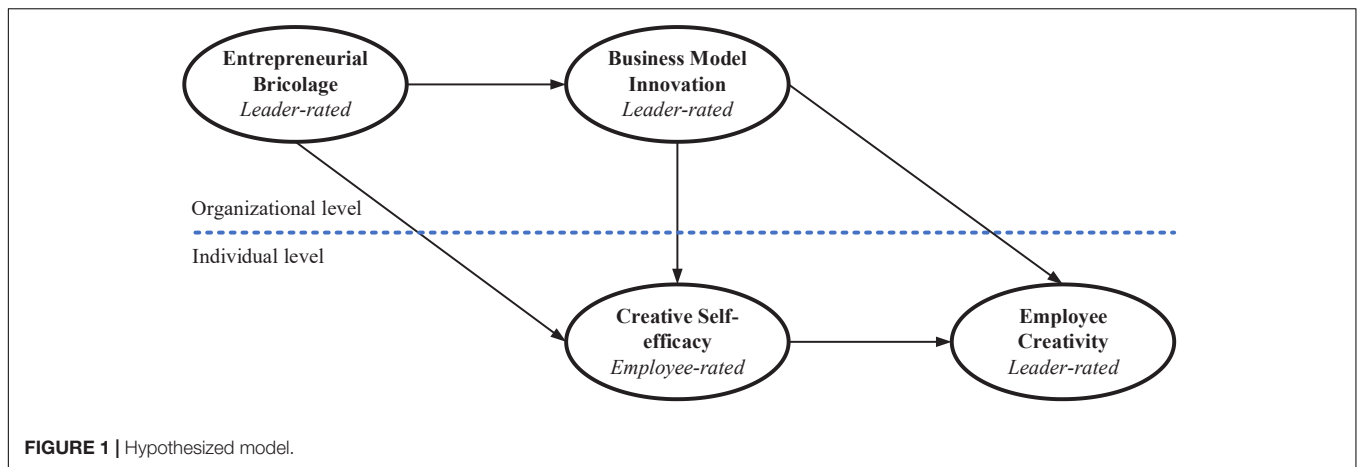 Entrepreneurial
Bricolage
Leader-rated
Business Model
Innovation
Leader-rated
Organizational level
Individual level
Creative Self-
efficacy
Employee-rated
Employee
Creativity
Leader-rated
FIGURE 1 | Hypothesized model.